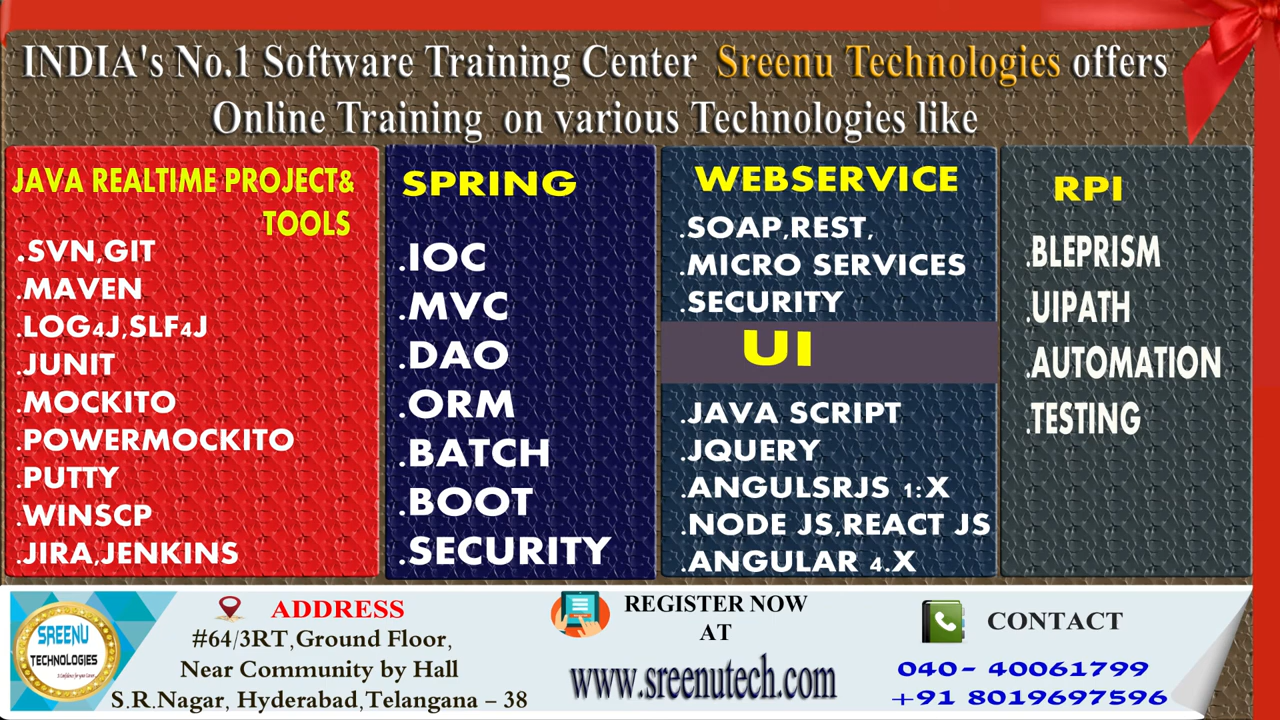 INDIA's No.1 Software Training Center Sreenu Technologies offers
Online Training on various Technologies like
JAVA REALTIME PROJECT&
TOOLS
.SVN,GIT
.MAVEN
.LOG4J,SLF4J
.JUNIT
.MOCKITO
.POWERMOCKITO
.PUTTY
.WINSCP
.JIRA,JENKINS
SPRING
.IOC
.MVC
.DAO
.ORM
.BATCH
.BOOT
.SECURITY
WEBSERVICE
.SOAP,REST,
.MICRO SERVICES
.SECURITY
UI
.JAVA SCRIPT
.JQUERY
.ANGULSRJS 1:X
.NODE JS,REACT JS
.ANGULAR 4.X
RPI
.BLEPRISM
.UIPATH
.AUTOMATION
.TESTING
SREENU
TECHNOLOGIES
ADDRESS
#64/3RT,Ground Floor,
Near Community by Hall
S.R.Nagar, Hyderabad,Telangana – 38
REGISTER NOW
AT
www.sreenutech.com
CONTACT
040- 40061799
+91 8019697596